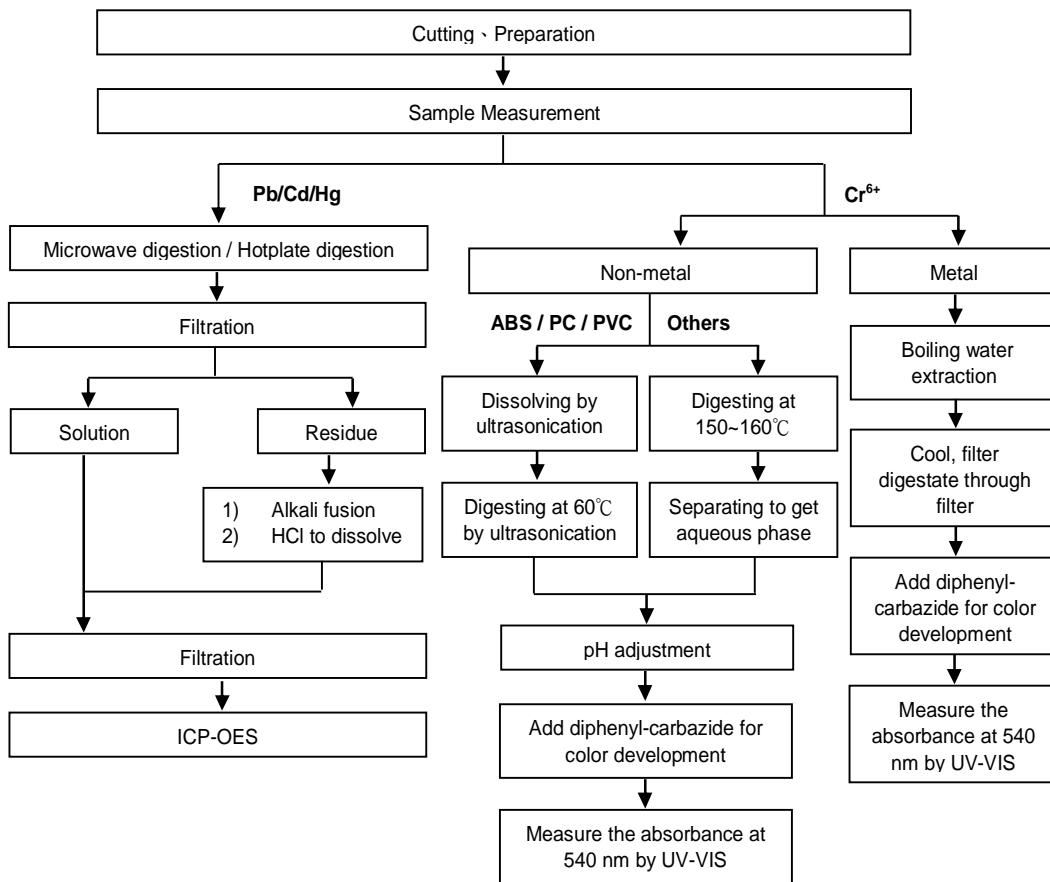 Cutting、Preparation
Sample Measurement
Pb/Cd/Hg
Microwave digestion / Hotplate digestion
Filtration
Solution
Residue
1) Alkali fusion
2) HCl to dissolve
Filtration
ICP-OES
Cr⁶⁺
Non-metal
ABS / PC / PVC
Others
Dissolving by
ultrasonication
Digesting at 60℃
by ultrasonication
Digesting at
150~160℃
Separating to get
aqueous phase
pH adjustment
Add diphenyl-carbazide for
color development
Measure the absorbance at
540 nm by UV-VIS
Metal
Boiling water
extraction
Cool, filter
digestate through
filter
Add diphenyl-
carbazide for color
development
Measure the
absorbance at 540
nm by UV-VIS